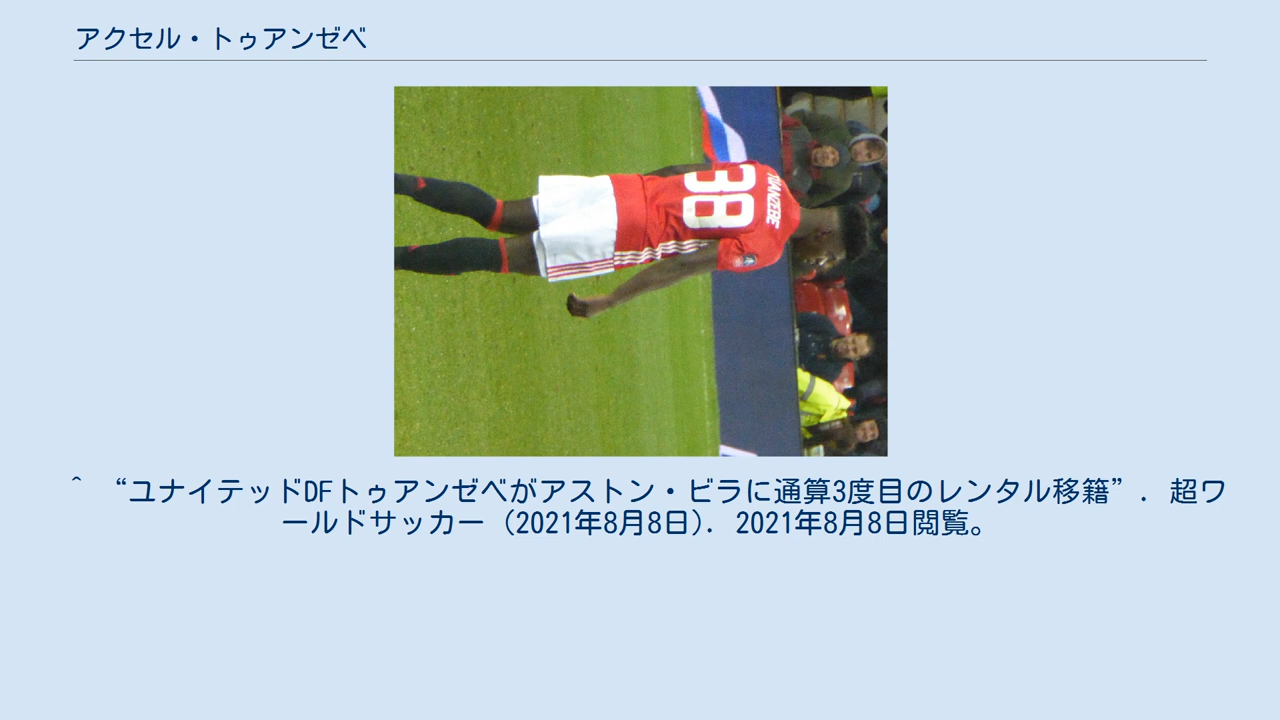 アクセル・トゥアンゼベ
38
TUANZEBE
^ “ユナイテッドDFトゥアンゼベがアストン・ビラに通算3度目のレンタル移籍”. 超ワ
ールドサッカー (2021年8月8日). 2021年8月8日閲覧。